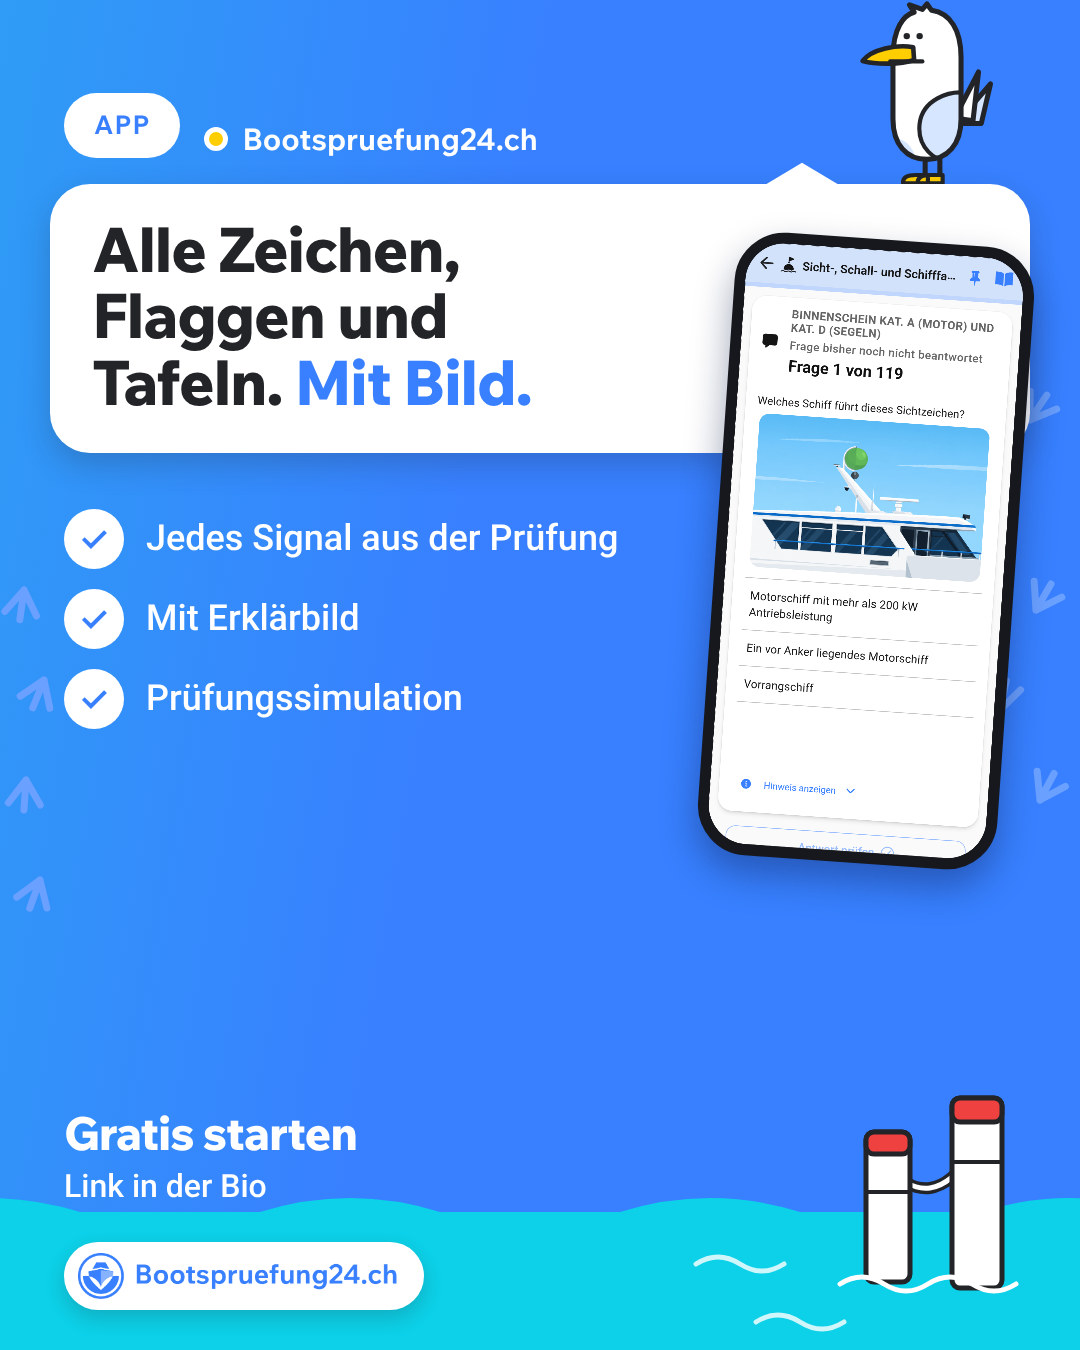 APP
Bootspruefung24.ch
Alle Zeichen,
Flaggen und
Tafeln. Mit Bild.
Sicht-, Schall- und Schifffa...
BINNENSCHEIN KAT. A (MOTOR) UND
KAT. D (SEGELN)
Frage bisher noch nicht beantwortet
Frage 1 von 119
Welches Schiff führt dieses Sichtzeichen?
Motorschiff mit mehr als 200 kW
Antriebsleistung
Ein vor Anker liegendes Motorschiff
Vorrangschiff
Hinweis anzeigen
Antwort prüfen
Jedes Signal aus der Prüfung
Mit Erklärbild
Prüfungssimulation
Gratis starten
Link in der Bio
Bootspruefung24.ch